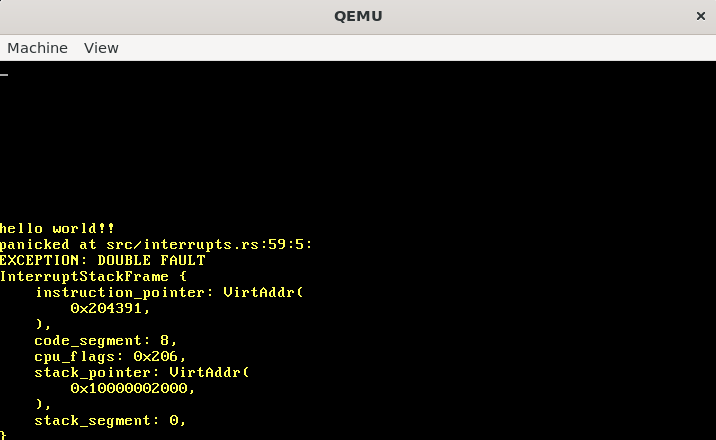 QEMU ×
Machine View
hello world!!
panicked at src/interrupts.rs:59:5:
EXCEPTION: DOUBLE FAULT
InterruptStackFrame {
    instruction_pointer: VirtAddr(
        0x204391,
    ),
    code_segment: 8,
    cpu_flags: 0x206,
    stack_pointer: VirtAddr(
        0x10000002000,
    ),
    stack_segment: 0,
}